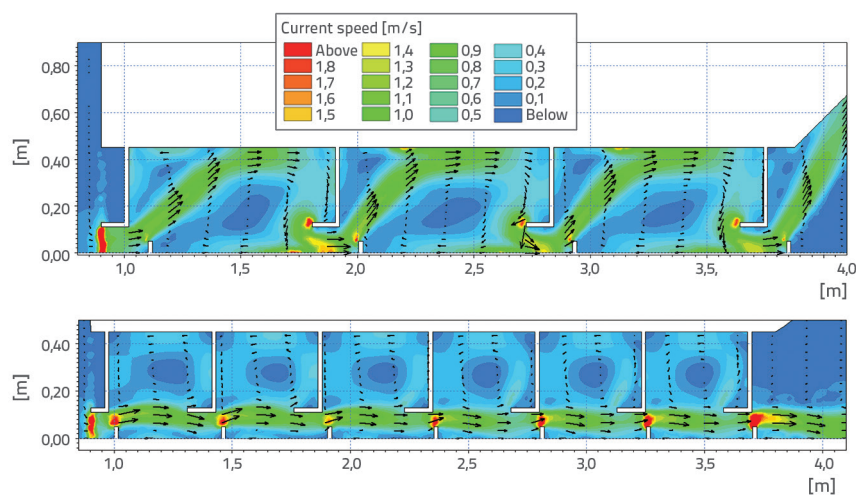 Current speed [m/s]
Above 1,4 0,9 0,4
1,8 1,3 0,8 0,3
1,7 1,2 0,7 0,2
1,6 1,1 0,6 0,1
1,5 1,0 0,5 Below
0,80
0,60
[m]
0,40
0,20
0,00
1,0 1,5 2,0 2,5 3,0 3,5 4,0
[m]
0,40
[m]
0,20
0,00
1,0 1,5 2,0 2,5 3,0 3,5 4,0
[m]